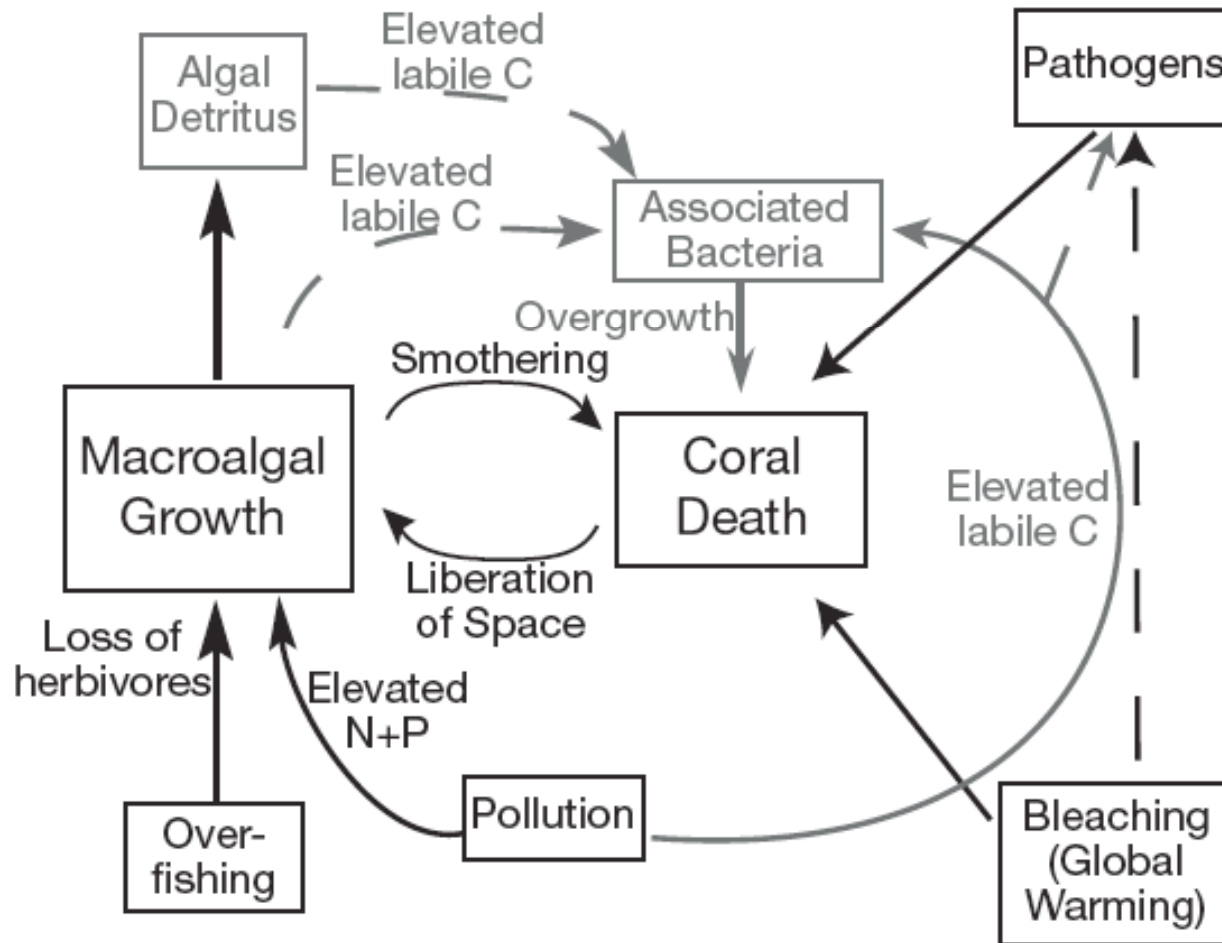 Elevated
labile C
Algal
Detritus
Pathogens
Elevated
labile C
Associated
Bacteria
Overgrowth
Smothering
Macroalgal
Growth
Coral
Death
Elevated
labile C
Liberation
of Space
Loss of
herbivores
Elevated
N+P
Over-
fishing
Pollution
Bleaching
(Global
Warming)